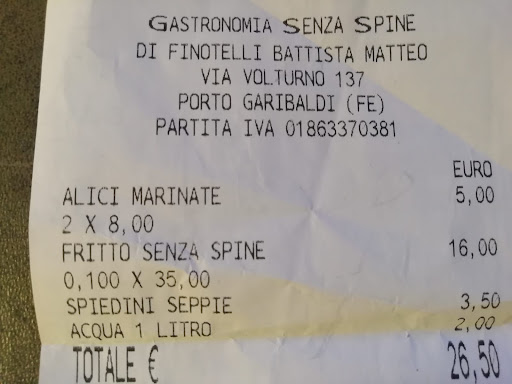 GASTRONOMIA SENZA SPINE
DI FINOTELLI BATTISTA MATTEO
VIA VOLTURNO 137
PORTO GARIBALDI (FE)
PARTITA IVA 01863370381
EURO
ALICI MARINATE 5,00
2 X 8,00
FRITTO SENZA SPINE 16,00
0,100 X 35,00
SPIEDINI SEPPIE 3,50
ACQUA 1 LITRO 2,00
TOTALE € 26,50